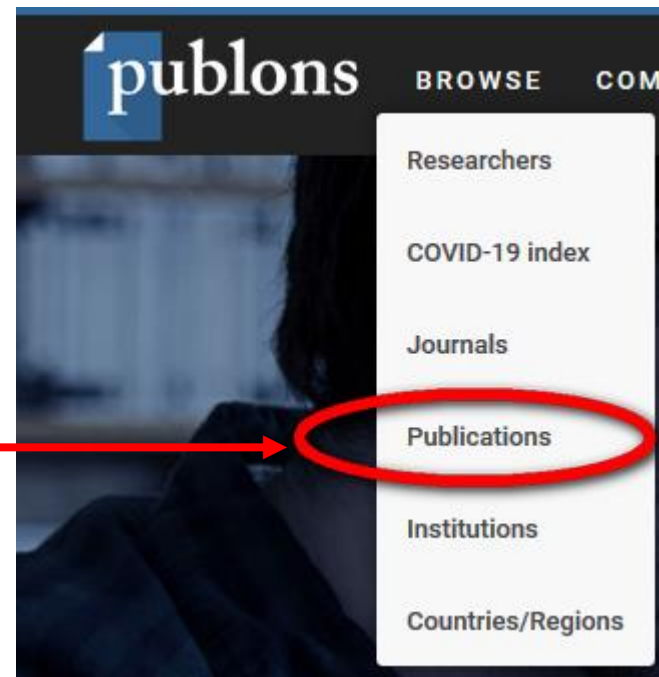 publons BROWSE COM
Researchers
COVID-19 index
Journals
Publications
Institutions
Countries/Regions